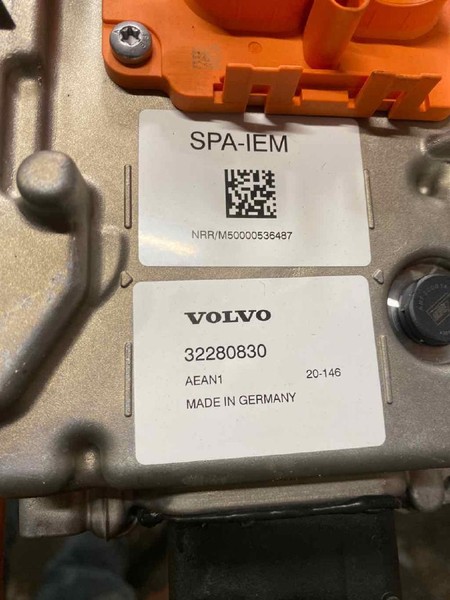 SPA-IEM
NRR/M50000536487
VOLVO
32280830
AEAN1 20-146
MADE IN GERMANY